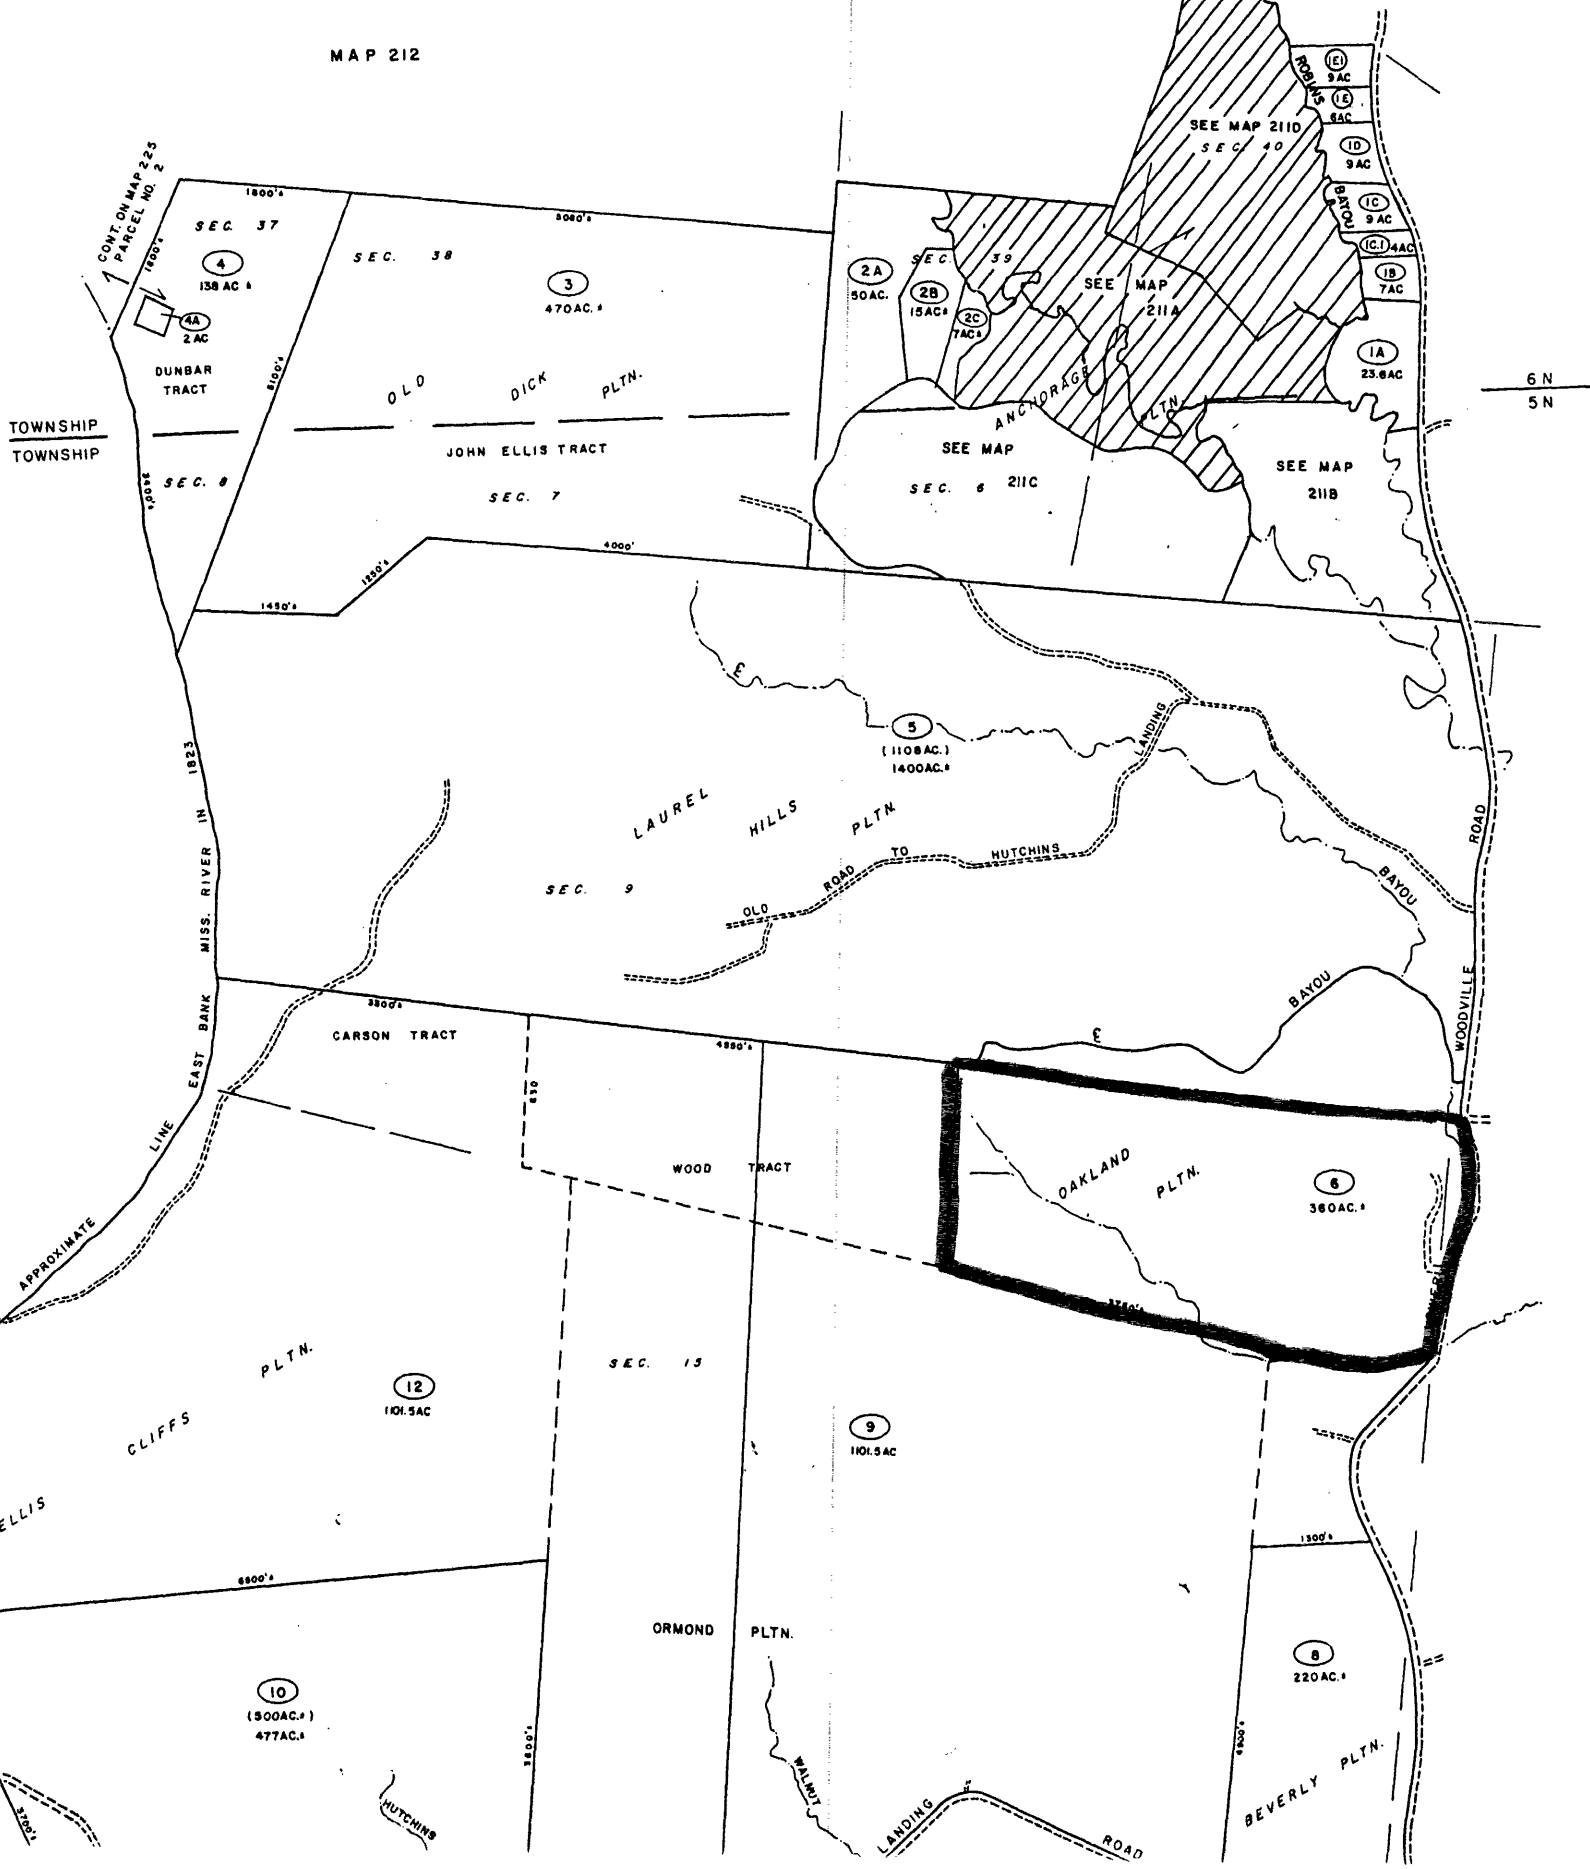 MAP 212
CONT. ON MAP 225
PARCEL NO. 2
1800'±
1600'±
SEC. 37
4
138 AC ±
4A
2 AC
DUNBAR
TRACT
5100'±
SEC. 38
5080'±
3
470 AC. ±
OLD DICK PLTN.
TOWNSHIP
TOWNSHIP
JOHN ELLIS TRACT
SEC. 8
SEC. 7
1450'±
1250'±
4000'
2A
50 AC.
2B
15 AC ±
2C
7 AC ±
SEC. 39
SEE MAP
211A
SEE MAP 211D
SEC. 40
ROBINS
BAYOU
1E1
9 AC
1E
6 AC
1D
9 AC
1C
9 AC
1C.1 4 AC
1B
7 AC
1A
23.6 AC
6 N
5 N
ANCHORAGE PLTN.
SEE MAP
SEC. 6 211C
SEE MAP
211B
5
(1108 AC.)
1400 AC. ±
LANDING
LAUREL HILLS PLTN.
SEC. 9
OLD ROAD TO HUTCHINS
BAYOU
WOODVILLE ROAD
BAYOU
APPROXIMATE LINE EAST BANK MISS. RIVER IN 1823
CARSON TRACT
4550'±
WOOD TRACT
OAKLAND PLTN.
6
360 AC. ±
ELLIS CLIFFS PLTN.
12
1101.5 AC
SEC. 15
9
1101.5 AC
1300'±
6500'±
ORMOND PLTN.
10
(500 AC. ±)
477 AC. ±
3700'±
HUTCHINS
WALNUT
LANDING ROAD
8
220 AC. ±
BEVERLY PLTN.